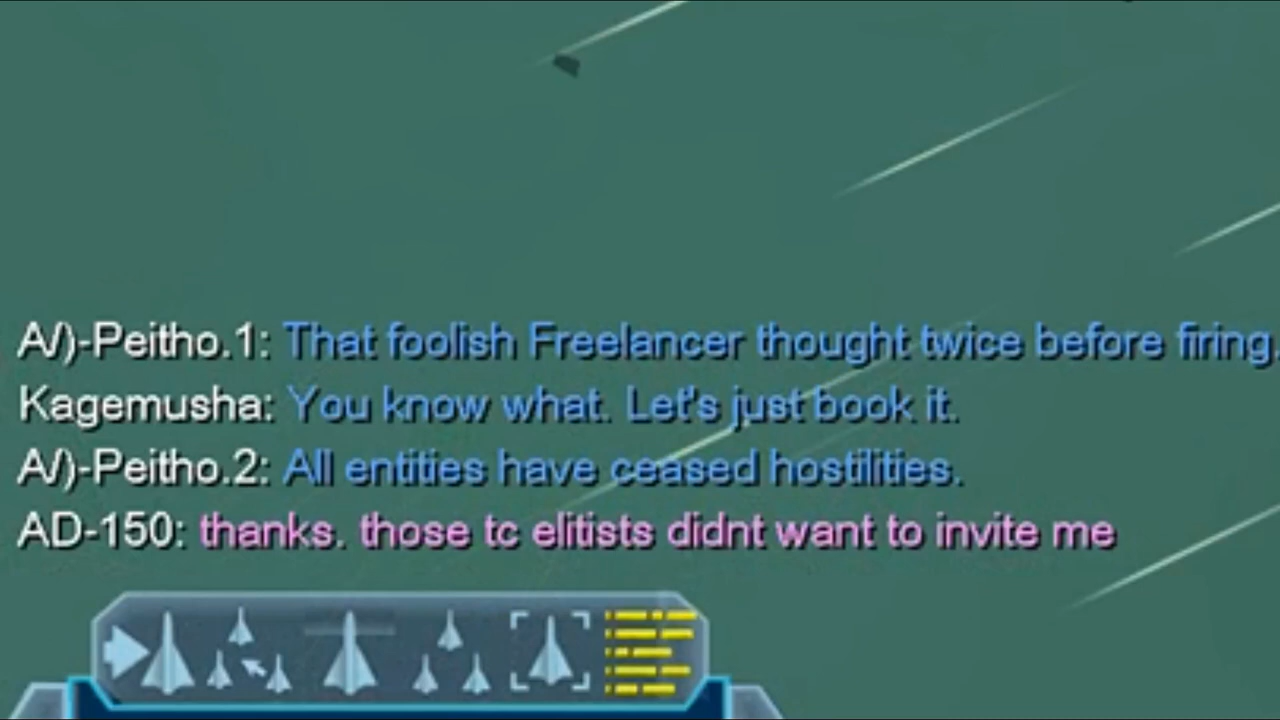 A/)-Peitho.1: That foolish Freelancer thought twice before firing.
Kagemusha: You know what. Let's just book it.
A/)-Peitho.2: All entities have ceased hostilities.
AD-150: thanks. those tc elitists didnt want to invite me